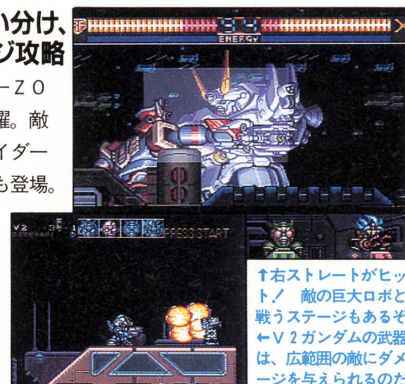 い分け、
ジ攻略
－ＺＯ
躍。敵
イダー
も登場。
94
ENERGY
V2
PRESS START
↑右ストレートがヒッ
ト！ 敵の巨大ロボと
戦うステージもあるぞ
←Ｖ２ガンダムの武器
は、広範囲の敵にダメ
ージを与えられるのだ